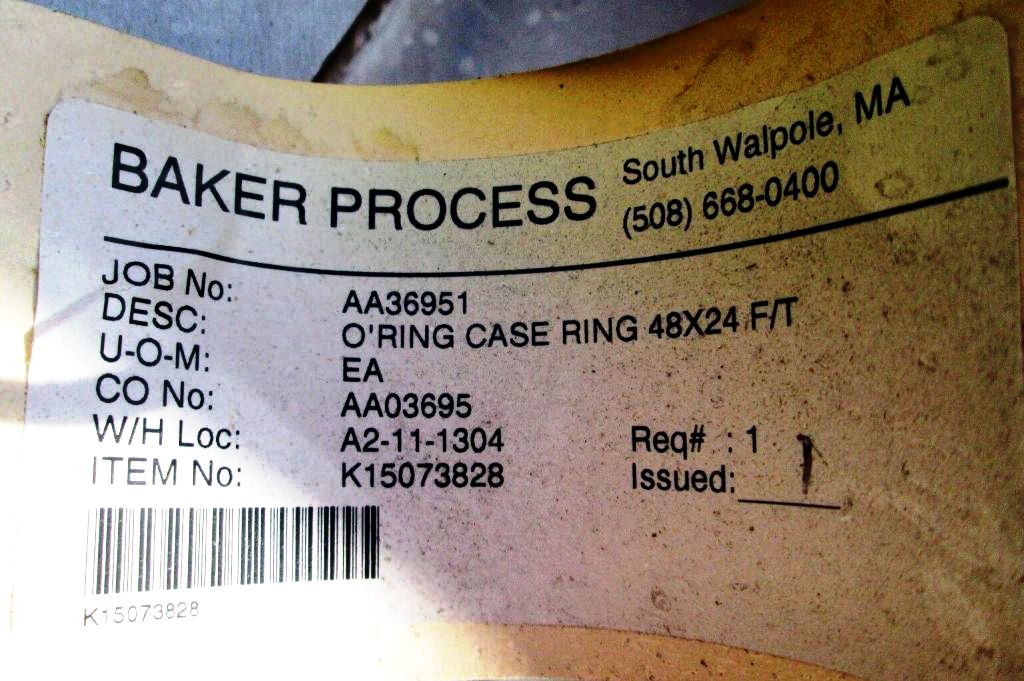 BAKER PROCESS South Walpole, MA
(508) 668-0400
JOB No: AA36951
DESC: O'RING CASE RING 48X24 F/T
U-O-M: EA
CO No: AA03695
W/H Loc: A2-11-1304 Req# : 1
ITEM No: K15073828 Issued: 1
K15073828